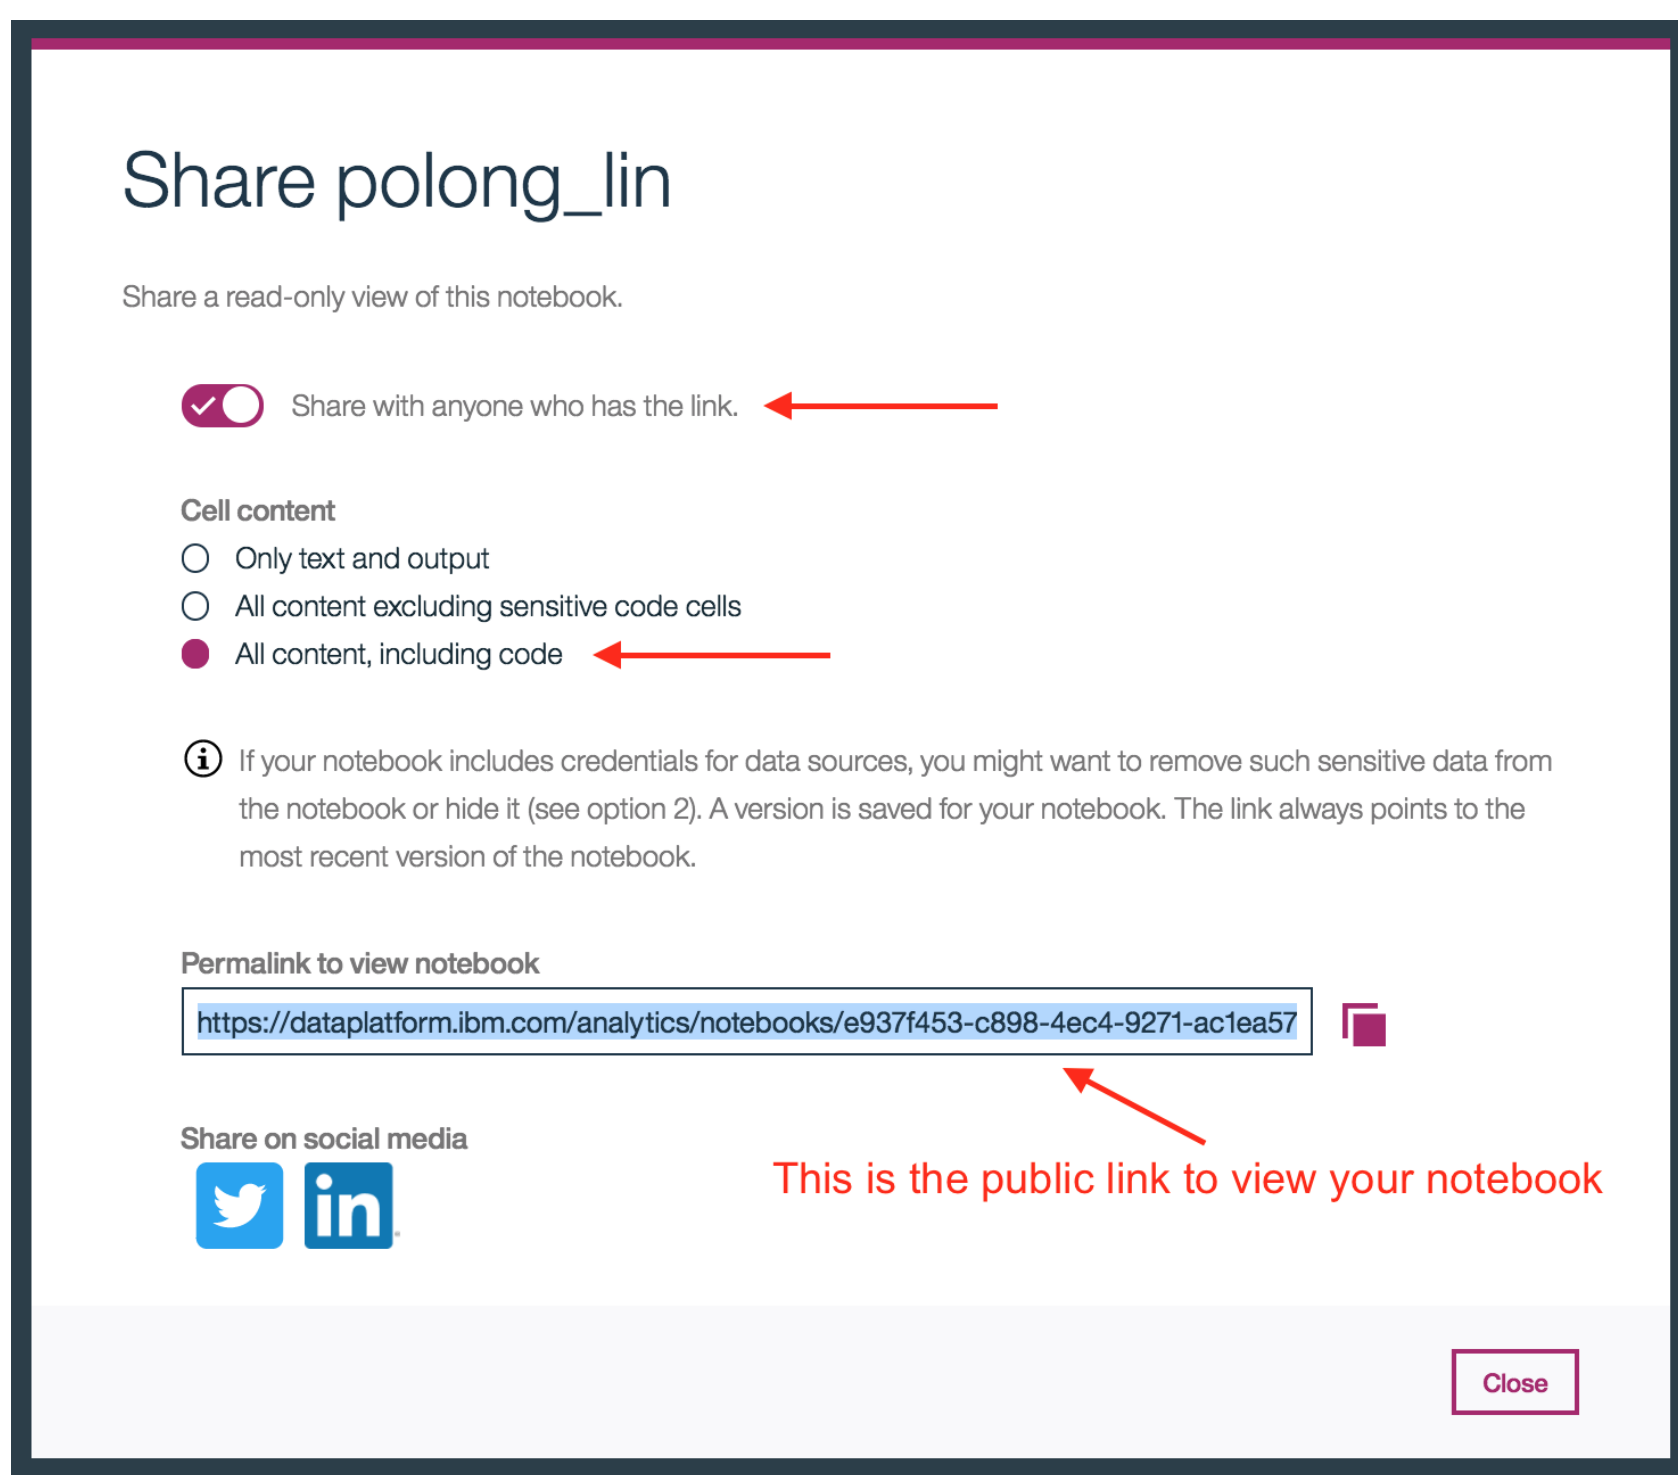 Share polong_lin
Share a read-only view of this notebook.
Share with anyone who has the link.
Cell content
Only text and output
All content excluding sensitive code cells
All content, including code
If your notebook includes credentials for data sources, you might want to remove such sensitive data from
the notebook or hide it (see option 2). A version is saved for your notebook. The link always points to the
most recent version of the notebook.
Permalink to view notebook
https://dataplatform.ibm.com/analytics/notebooks/e937f453-c898-4ec4-9271-ac1ea57
Share on social media
in
This is the public link to view your notebook
Close